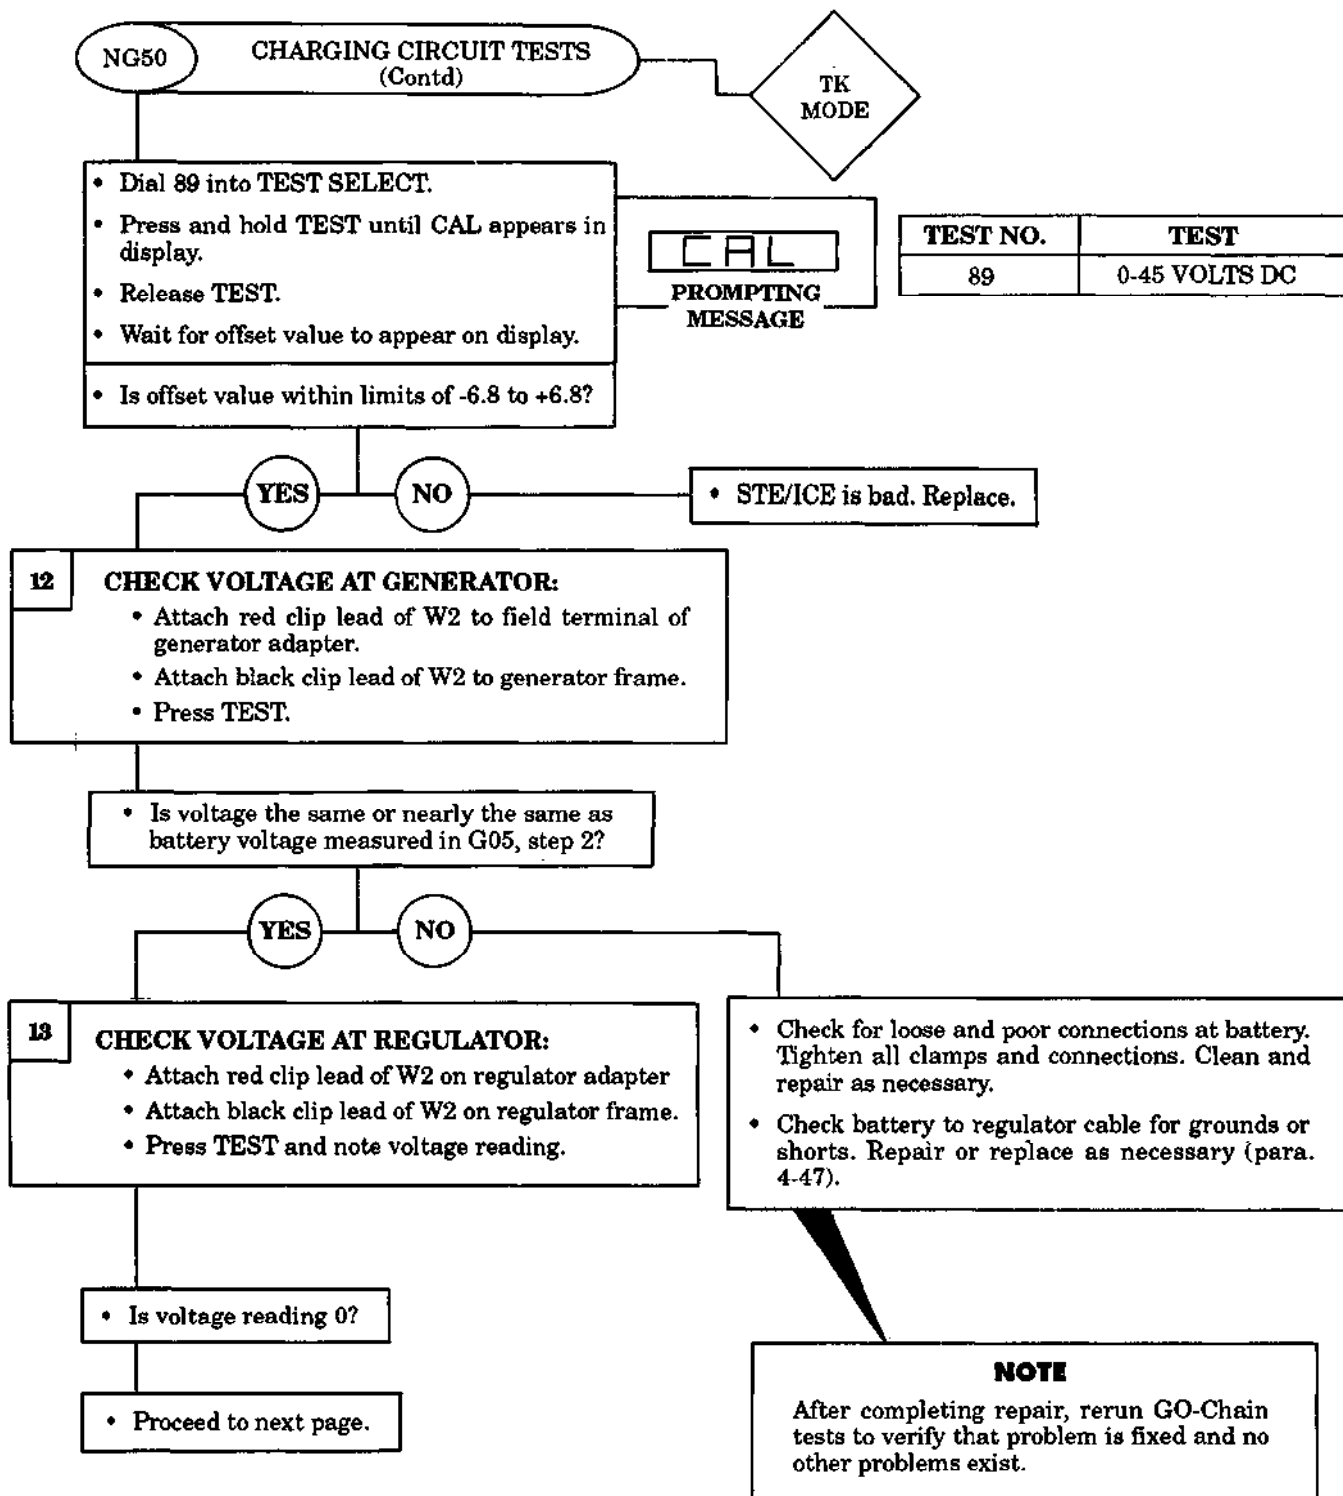 NG50
CHARGING CIRCUIT TESTS
(Contd)
TK
MODE
• Dial 89 into TEST SELECT.
• Press and hold TEST until CAL appears in
display.
• Release TEST.
• Wait for offset value to appear on display.
• Is offset value within limits of -6.8 to +6.8?
CAL
PROMPTING
MESSAGE
TEST NO. TEST
89 0-45 VOLTS DC
YES
NO
• STE/ICE is bad. Replace.
12
CHECK VOLTAGE AT GENERATOR:
• Attach red clip lead of W2 to field terminal of
generator adapter.
• Attach black clip lead of W2 to generator frame.
• Press TEST.
• Is voltage the same or nearly the same as
battery voltage measured in G05, step 2?
YES
NO
13
CHECK VOLTAGE AT REGULATOR:
• Attach red clip lead of W2 on regulator adapter
• Attach black clip lead of W2 on regulator frame.
• Press TEST and note voltage reading.
• Check for loose and poor connections at battery.
Tighten all clamps and connections. Clean and
repair as necessary.
• Check battery to regulator cable for grounds or
shorts. Repair or replace as necessary (para.
4-47).
• Is voltage reading 0?
• Proceed to next page.
NOTE
After completing repair, rerun GO-Chain
tests to verify that problem is fixed and no
other problems exist.